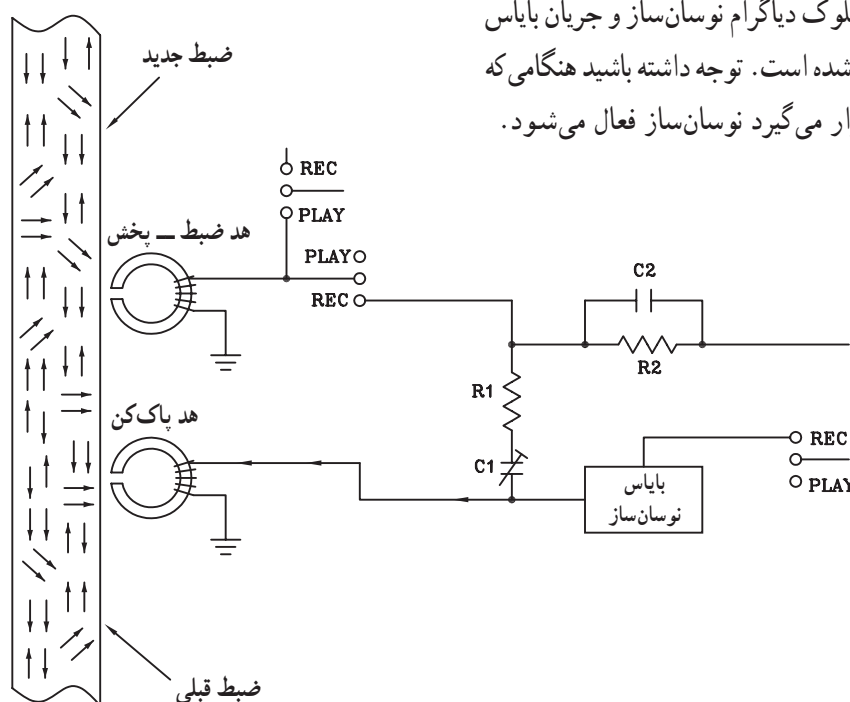 بلوک دیاگرام نوسان‌ساز و جریان بایاس
شده است. توجه داشته باشید هنگامی‌که
می‌گیرد نوسان‌ساز فعال می‌شود.
ضبط جدید
REC
PLAY
هد ضبط ــ پخش
PLAY
REC
C2
R2
R1
هد پاک‌کن
C1
REC
PLAY
بایاس
نوسان‌ساز
ضبط قبلی